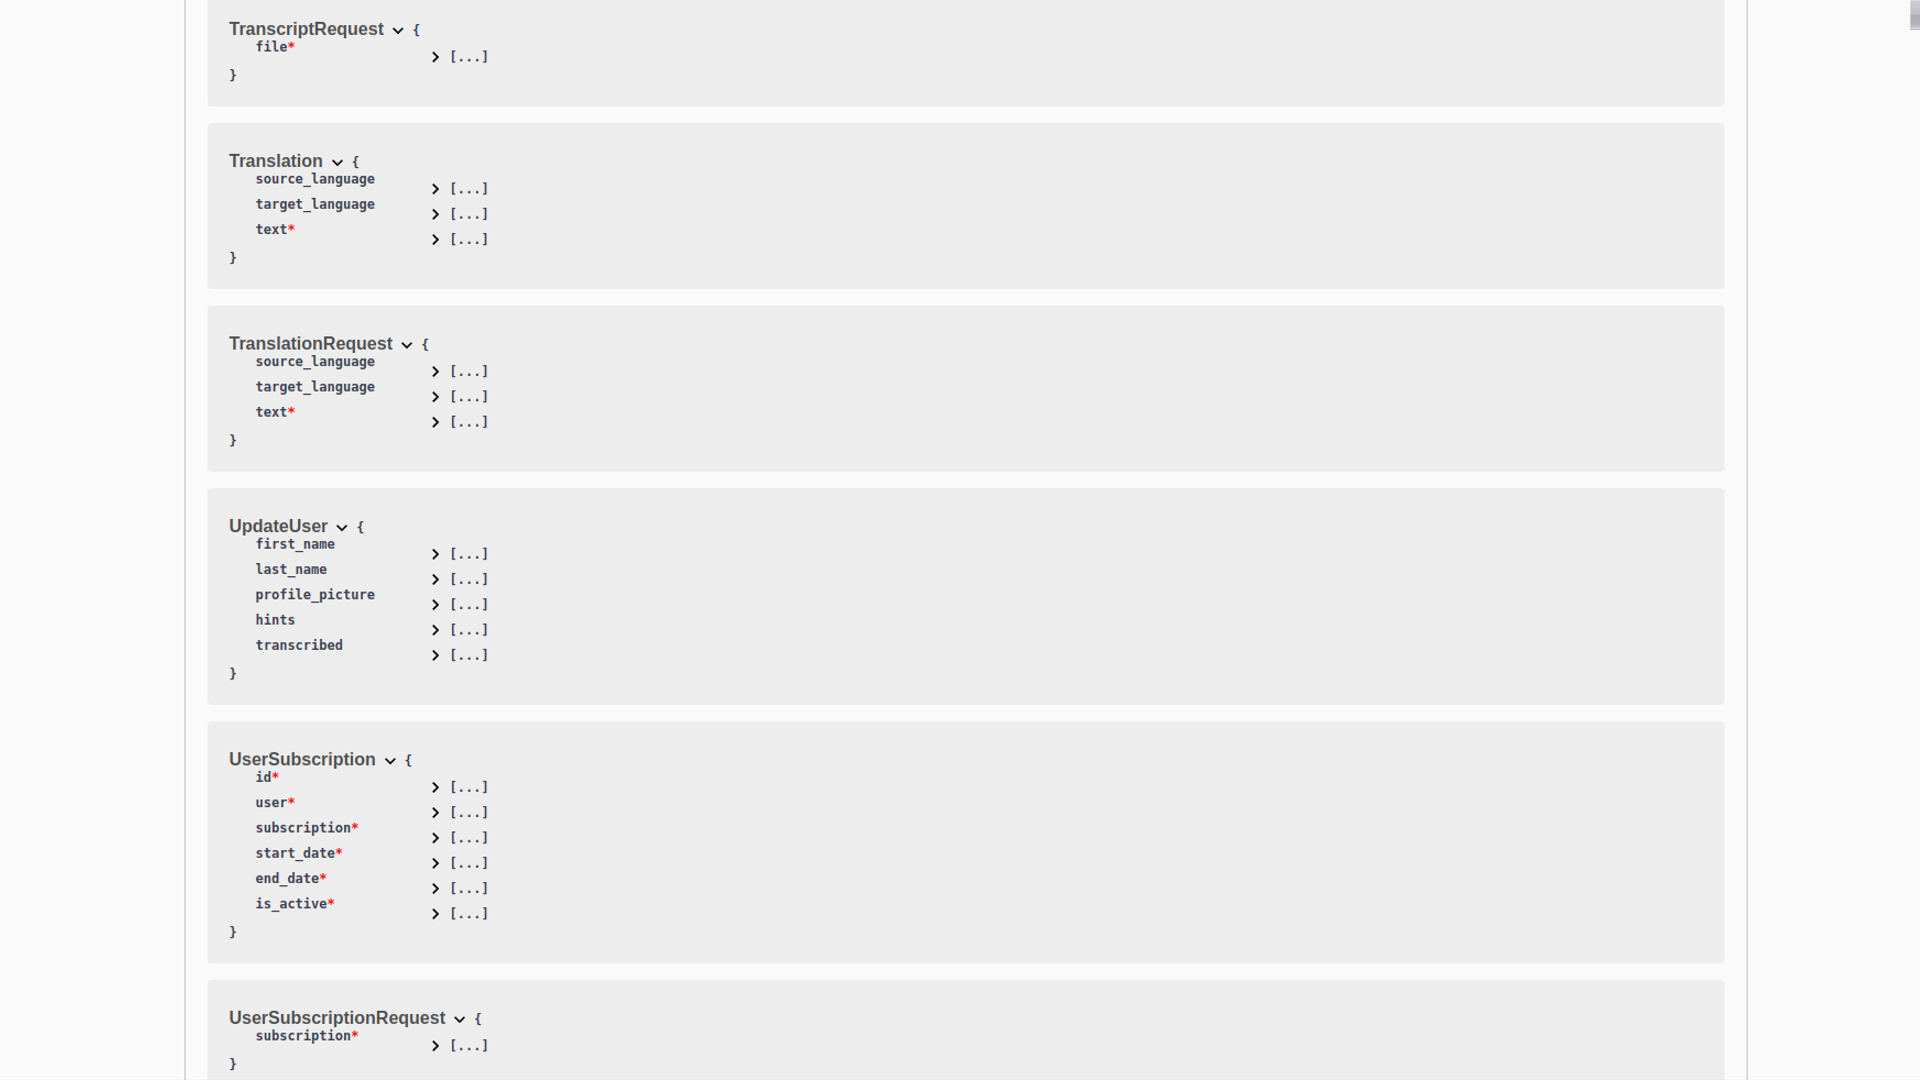 TranscriptRequest {
file* [...]
}
Translation {
source_language [...]
target_language [...]
text* [...]
}
TranslationRequest {
source_language [...]
target_language [...]
text* [...]
}
UpdateUser {
first_name [...]
last_name [...]
profile_picture [...]
hints [...]
transcribed [...]
}
UserSubscription {
id* [...]
user* [...]
subscription* [...]
start_date* [...]
end_date* [...]
is_active* [...]
}
UserSubscriptionRequest {
subscription* [...]
}